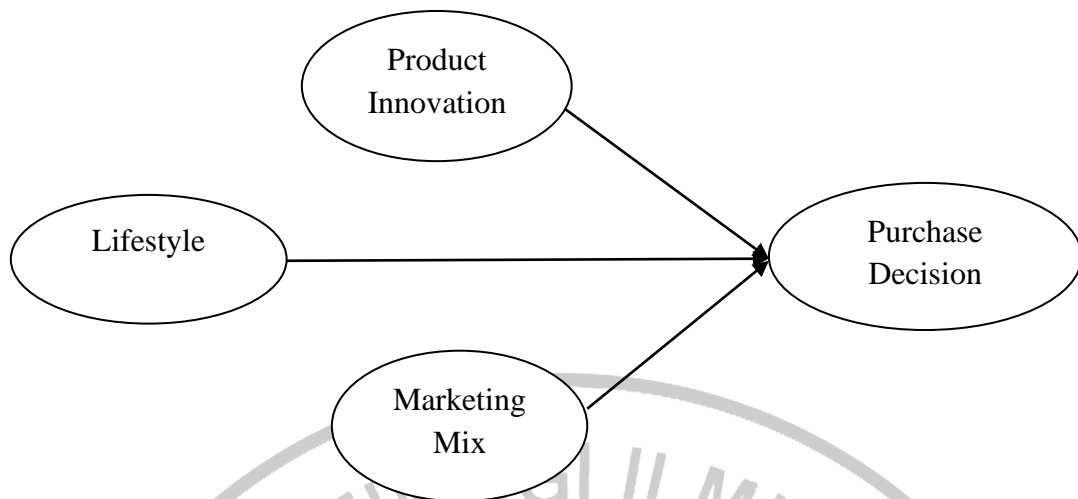 Product
Innovation
Lifestyle
Purchase
Decision
Marketing
Mix